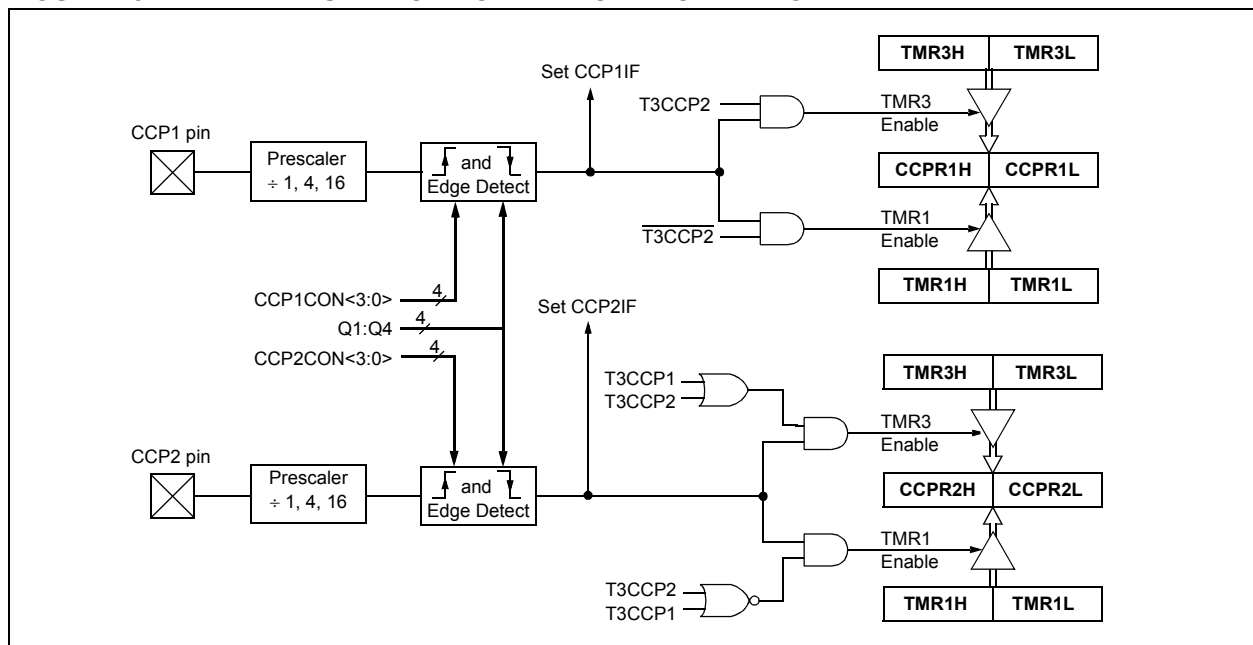 TMR3H TMR3L
Set CCP1IF
T3CCP2
TMR3
Enable
CCP1 pin
Prescaler
÷ 1, 4, 16
and
Edge Detect
CCPR1H CCPR1L
T3CCP2
TMR1
Enable
TMR1H TMR1L
CCP1CON<3:0> 4
Q1:Q4 4
CCP2CON<3:0> 4
Set CCP2IF
TMR3H TMR3L
T3CCP1
T3CCP2
TMR3
Enable
CCP2 pin
Prescaler
÷ 1, 4, 16
and
Edge Detect
CCPR2H CCPR2L
TMR1
Enable
T3CCP2
T3CCP1
TMR1H TMR1L